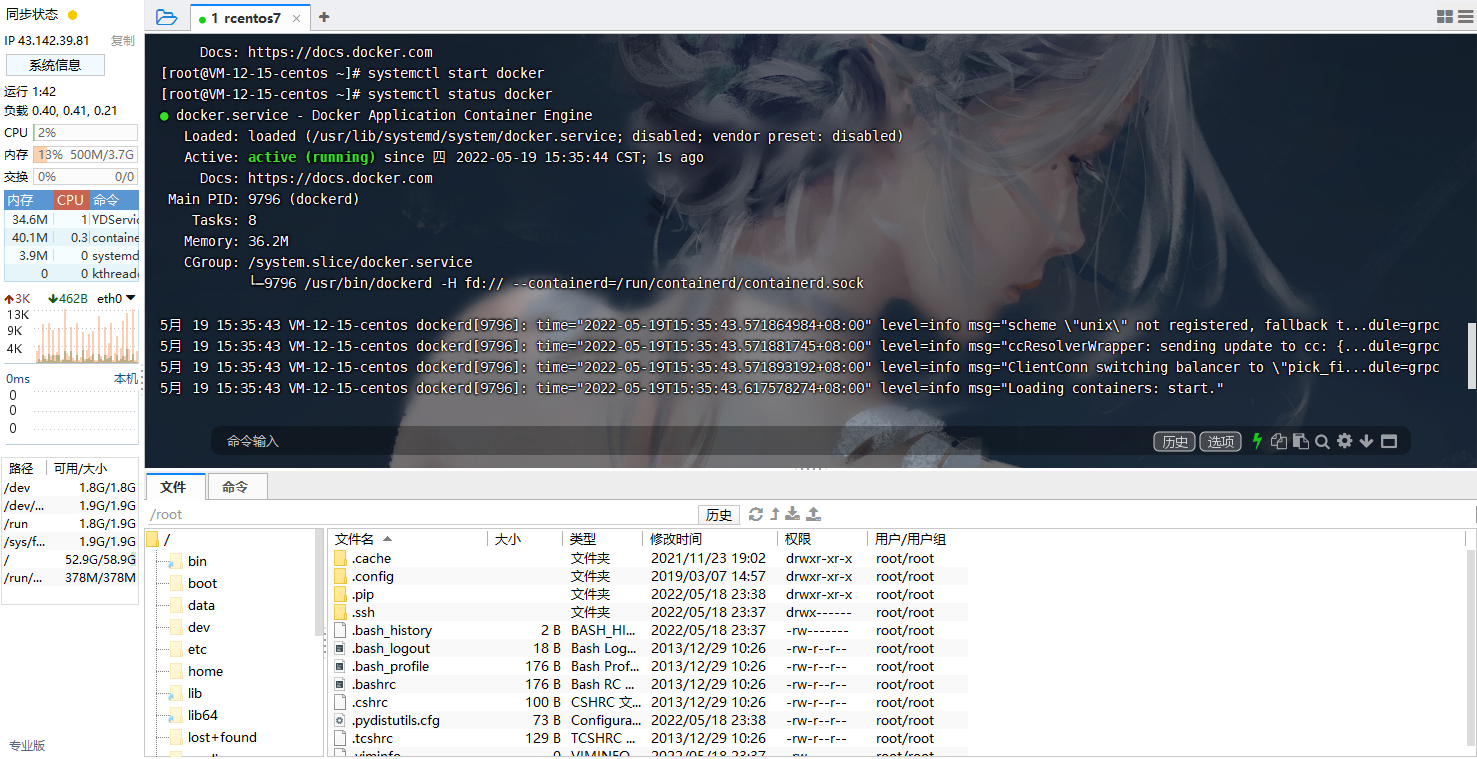 同步状态
IP 43.142.39.81 复制
系统信息
运行 1:42
负载 0.40, 0.41, 0.21
CPU 2%
内存 13% 500M/3.7G
交换 0% 0/0
内存 CPU 命令
34.6M 1 YDServic
40.1M 0.3 containe
3.9M 0 systemd
0 0 kthreadd
3K 462B eth0
13K
9K
4K
0ms 本机
0
0
0
路径 可用/大小
/dev 1.8G/1.8G
/dev/... 1.9G/1.9G
/run 1.8G/1.9G
/sys/f... 1.9G/1.9G
/ 52.9G/58.9G
/run/... 378M/378M
专业版
1 rcentos7
Docs: https://docs.docker.com
[root@VM-12-15-centos ~]# systemctl start docker
[root@VM-12-15-centos ~]# systemctl status docker
● docker.service - Docker Application Container Engine
Loaded: loaded (/usr/lib/systemd/system/docker.service; disabled; vendor preset: disabled)
Active: active (running) since 四 2022-05-19 15:35:44 CST; 1s ago
Docs: https://docs.docker.com
Main PID: 9796 (dockerd)
Tasks: 8
Memory: 36.2M
CGroup: /system.slice/docker.service
└─9796 /usr/bin/dockerd -H fd:// --containerd=/run/containerd/containerd.sock
5月 19 15:35:43 VM-12-15-centos dockerd[9796]: time="2022-05-19T15:35:43.571864984+08:00" level=info msg="scheme \"unix\" not registered, fallback t...dule=grpc
5月 19 15:35:43 VM-12-15-centos dockerd[9796]: time="2022-05-19T15:35:43.571881745+08:00" level=info msg="ccResolverWrapper: sending update to cc: {...dule=grpc
5月 19 15:35:43 VM-12-15-centos dockerd[9796]: time="2022-05-19T15:35:43.571893192+08:00" level=info msg="ClientConn switching balancer to \"pick_fi...dule=grpc
5月 19 15:35:43 VM-12-15-centos dockerd[9796]: time="2022-05-19T15:35:43.617578274+08:00" level=info msg="Loading containers: start."
命令输入 历史 选项
文件 命令
/root 历史
/
bin
boot
data
dev
etc
home
lib
lib64
lost+found
文件名 大小 类型 修改时间 权限 用户/用户组
.cache 文件夹 2021/11/23 19:02 drwxr-xr-x root/root
.config 文件夹 2019/03/07 14:57 drwxr-xr-x root/root
.pip 文件夹 2022/05/18 23:38 drwxr-xr-x root/root
.ssh 文件夹 2022/05/18 23:37 drwx------ root/root
.bash_history 2 B BASH_HI... 2022/05/18 23:37 -rw------- root/root
.bash_logout 18 B Bash Log... 2013/12/29 10:26 -rw-r--r-- root/root
.bash_profile 176 B Bash Prof... 2013/12/29 10:26 -rw-r--r-- root/root
.bashrc 176 B Bash RC ... 2013/12/29 10:26 -rw-r--r-- root/root
.cshrc 100 B CSHRC 文... 2013/12/29 10:26 -rw-r--r-- root/root
.pydistutils.cfg 73 B Configura... 2022/05/18 23:38 -rw-r--r-- root/root
.tcshrc 129 B TCSHRC ... 2013/12/29 10:26 -rw-r--r-- root/root
.viminfo 0 VIMINFO 2022/05/18 23:37 root/root